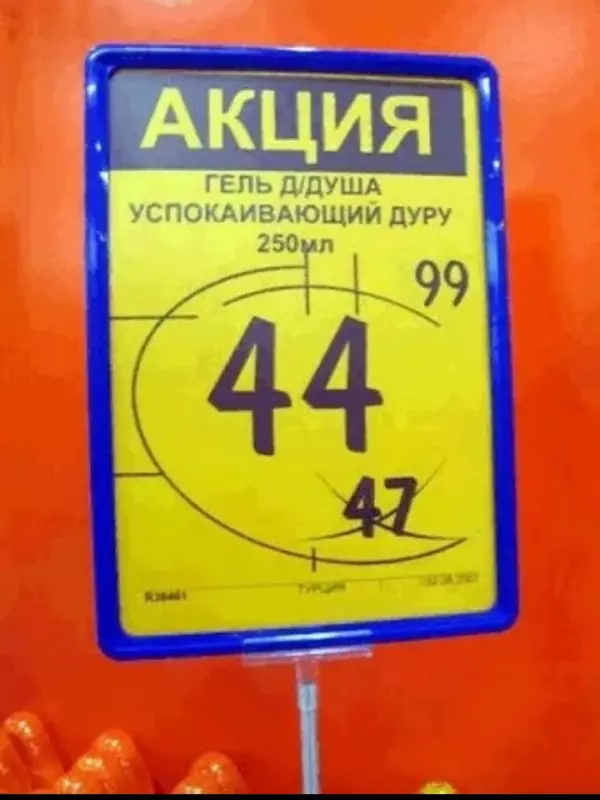 АКЦИЯ
ГЕЛЬ Д/ДУША
УСПОКАИВАЮЩИЙ ДУРУ
250мл
99
44
47
ТУРЦИЯ